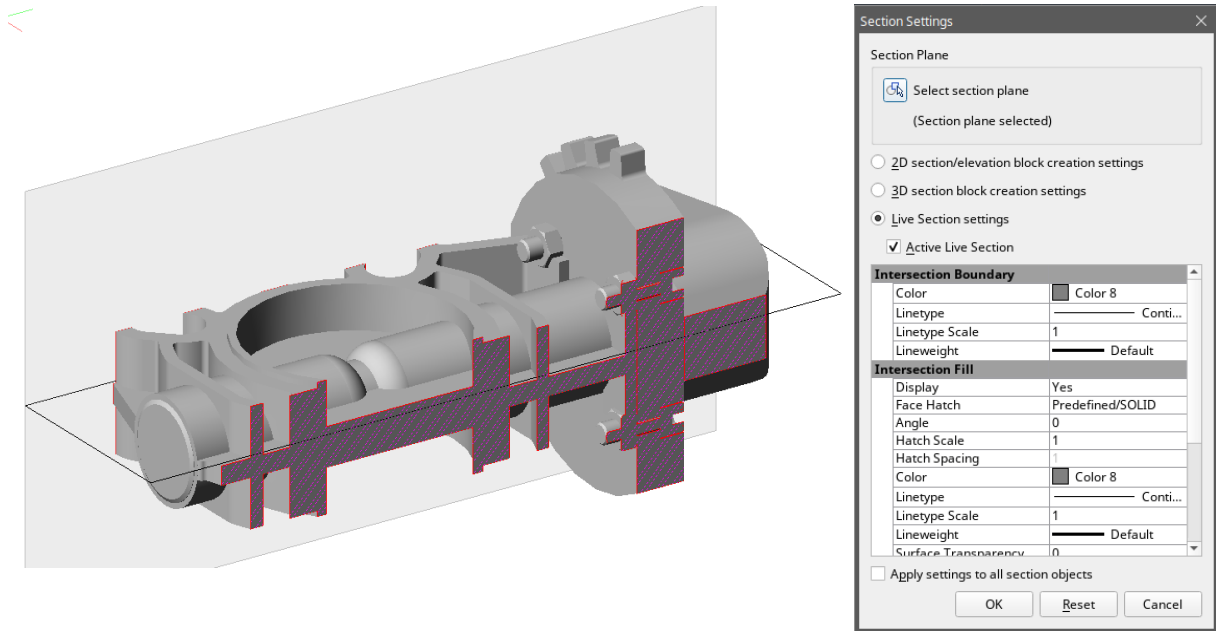 Section Settings
Section Plane
Select section plane
(Section plane selected)
2D section/elevation block creation settings
3D section block creation settings
Live Section settings
Active Live Section
Intersection Boundary
Color Color 8
Linetype Conti...
Linetype Scale 1
Lineweight Default
Intersection Fill
Display Yes
Face Hatch Predefined/SOLID
Angle 0
Hatch Scale 1
Hatch Spacing 1
Color Color 8
Linetype Conti...
Linetype Scale 1
Lineweight Default
Surface Transparency 0
Apply settings to all section objects
OK Reset Cancel